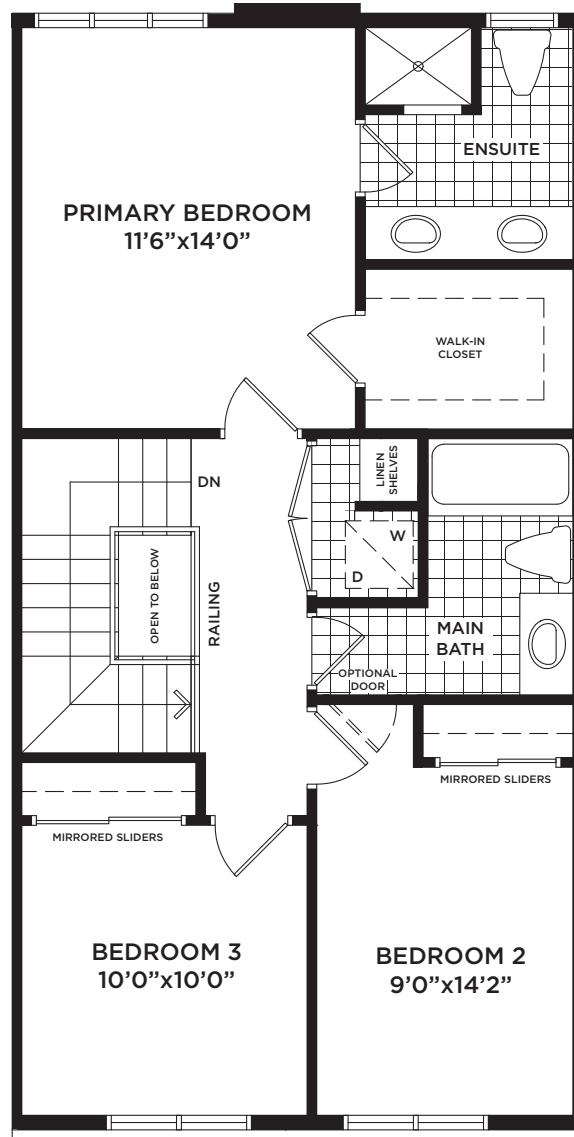 ENSUITE
PRIMARY BEDROOM
11’6”x14’0”
WALK-IN
CLOSET
DN
LINEN
SHELVES
W
D
OPEN TO BELOW
RAILING
MAIN
BATH
OPTIONAL
DOOR
MIRRORED SLIDERS
MIRRORED SLIDERS
BEDROOM 3
10’0”x10’0”
BEDROOM 2
9’0”x14’2”